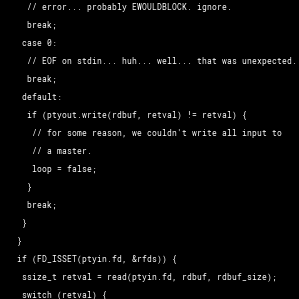 // error... probably EWOULDBLOCK. ignore.
break;
case 0:
// EOF on stdin... huh... well... that was unexpected.
break;
default:
if (ptyout.write(rdbuf, retval) != retval) {
// for some reason, we couldn't write all input to
// a master.
loop = false;
}
break;
}
}
if (FD_ISSET(ptyin.fd, &rfds)) {
ssize_t retval = read(ptyin.fd, rdbuf, rdbuf_size);
switch (retval) {